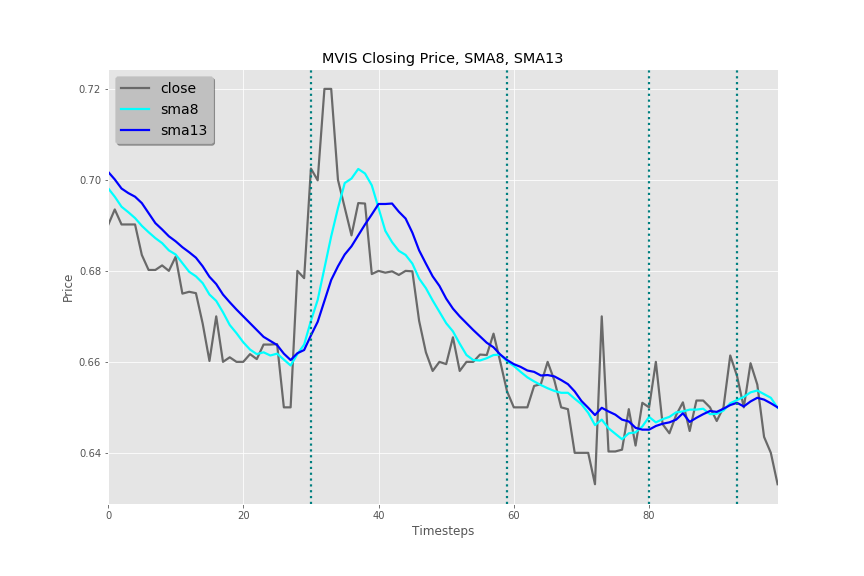 MVIS Closing Price, SMA8, SMA13
close
sma8
sma13
0.72
0.70
0.68
0.66
0.64
Price
0 20 40 60 80
Timesteps